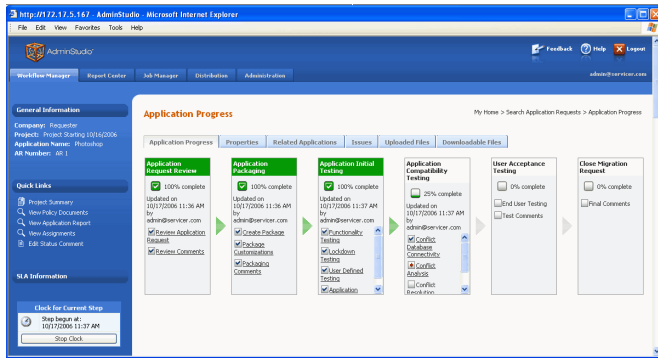 http://172.17.5.167 - AdminStudio - Microsoft Internet Explorer
File Edit View Favorites Tools Help
AdminStudio
Feedback Help Logout
Workflow Manager Report Center Job Manager Distribution Administration
admin@servicer.com
General Information
Company: Requester
Project: Project Starting 10/16/2006
Application Name: Photoshop
AR Number: AR 1
Quick Links
Project Summary
View Policy Documents
View Application Report
View Assignments
Edit Status Comment
SLA Information
Clock for Current Step
Step begun at:
10/17/2006 11:37 AM
Stop Clock
Application Progress
My Home > Search Application Requests > Application Progress
Application Progress Properties Related Applications Issues Uploaded Files Downloadable Files
Application
Request Review
100% complete
Updated on
10/17/2006 11:36 AM
by
admin@servicer.com
Review Application
Request
Review Comments
Application
Packaging
100% complete
Updated on
10/17/2006 11:36 AM
by
admin@servicer.com
Create Package
Package
Customizations
Packaging
Comments
Application Initial
Testing
100% complete
Updated on
10/17/2006 11:37 AM
by
admin@servicer.com
Functionality
Testing
Lockdown
Testing
User Defined
Testing
Application
Application
Compatibility
Testing
25% complete
Updated on
10/17/2006 11:37 AM
by
admin@servicer.com
Conflict
Database
Connectivity
Conflict
Analysis
Conflict
Resolution
User Acceptance
Testing
0% complete
End User Testing
Test Comments
Close Migration
Request
0% complete
Final Comments